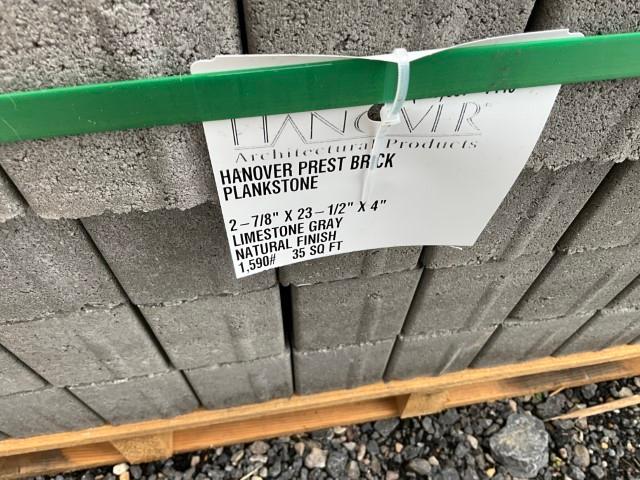 HANOVER®
Architectural Products
HANOVER PREST BRICK
PLANKSTONE
2-7/8" X 23-1/2" X 4"
LIMESTONE GRAY
NATURAL FINISH
1,590# 35 SQ FT